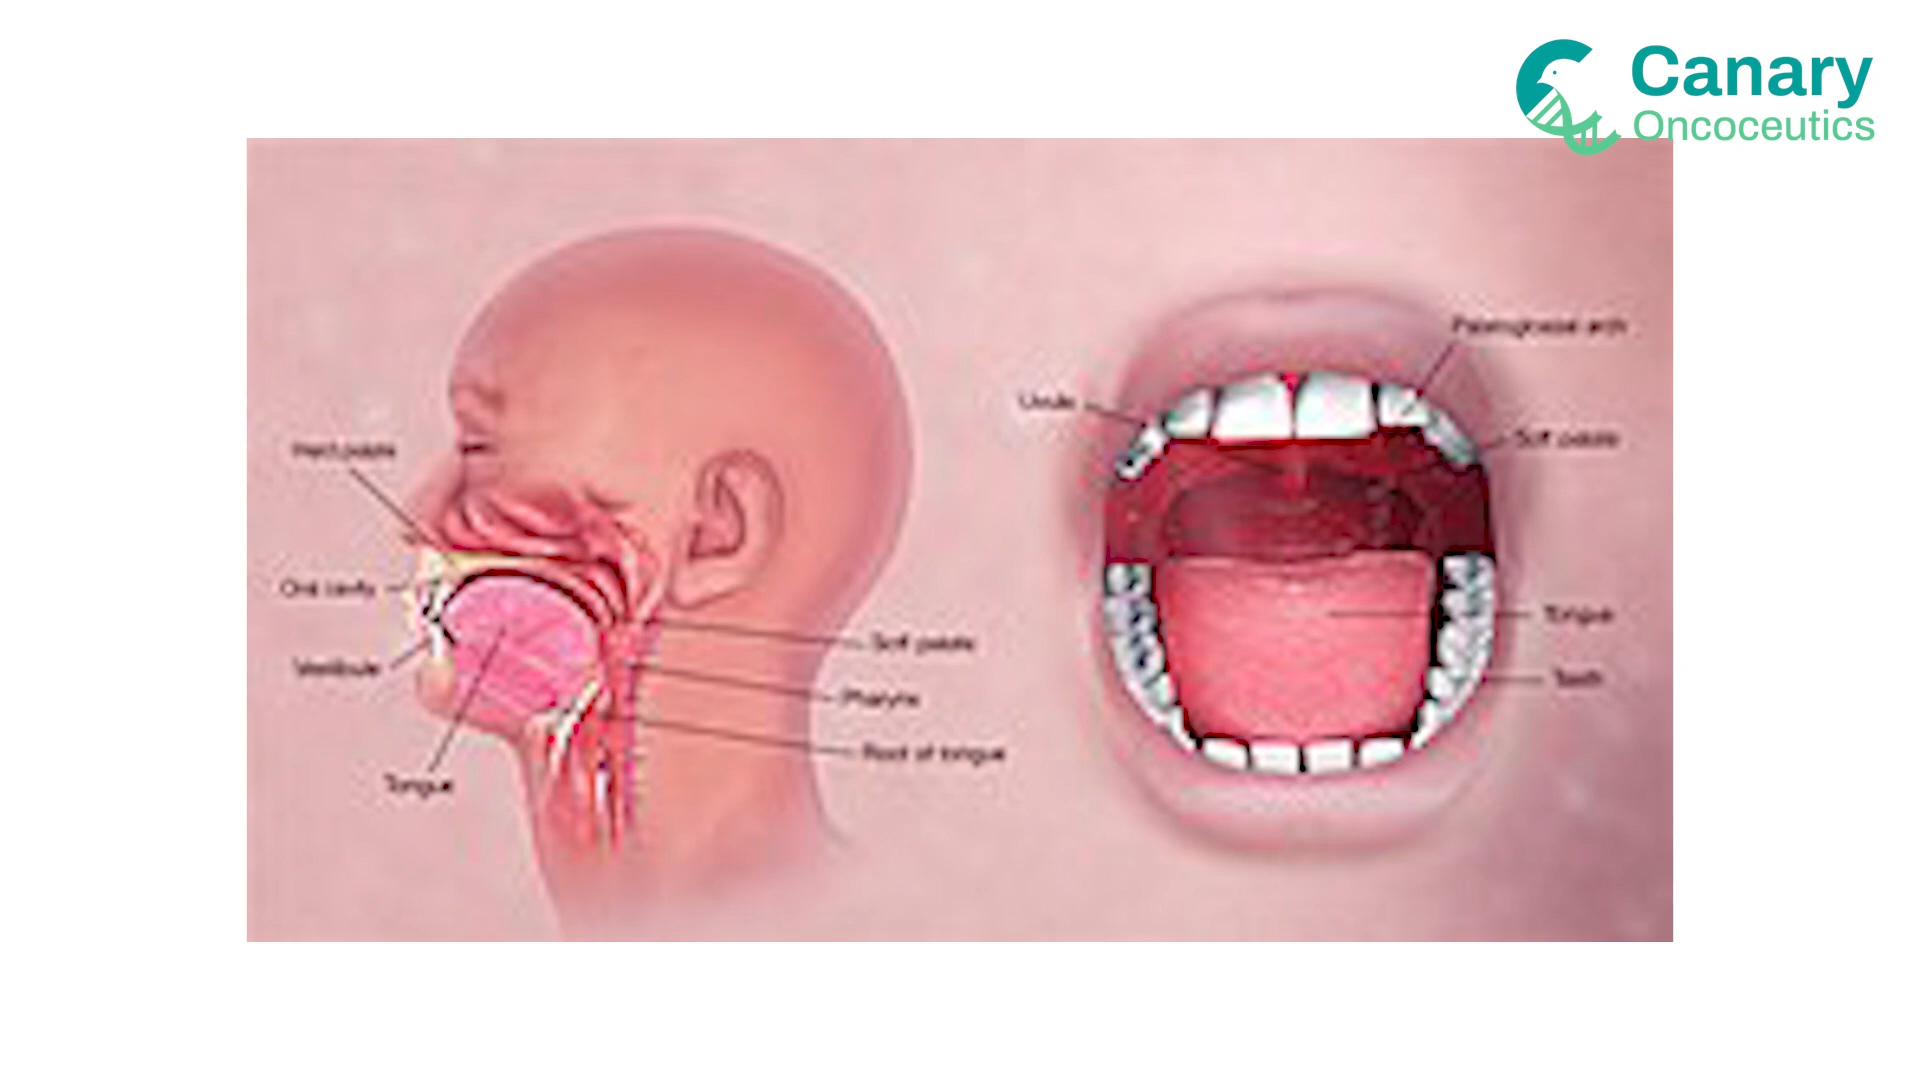 Canary
Oncoceutics
Hard palate
Oral cavity
Vestibule
Tongue
Soft palate
Pharynx
Root of tongue
Uvula
Palatoglossal arch
Soft palate
Tongue
Teeth